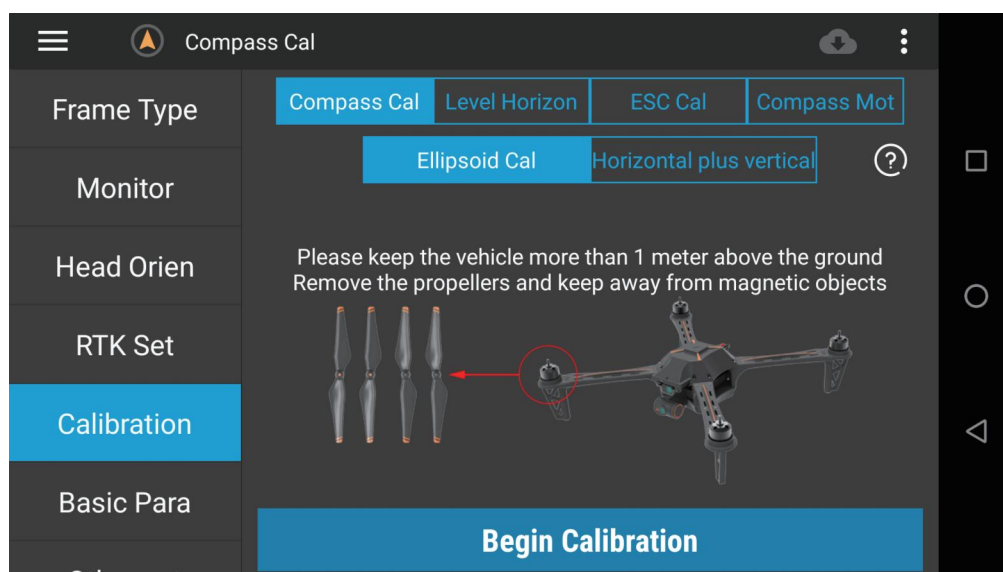 Compass Cal
Frame Type
Monitor
Head Orien
RTK Set
Calibration
Basic Para
Compass Cal Level Horizon ESC Cal Compass Mot
Ellipsoid Cal Horizontal plus vertical ?
Please keep the vehicle more than 1 meter above the ground
Remove the propellers and keep away from magnetic objects
Begin Calibration